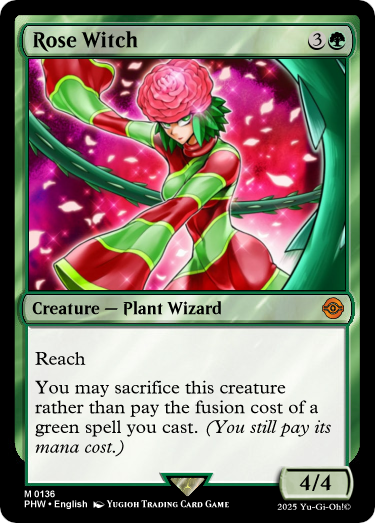 Rose Witch 3
Creature — Plant Wizard
Reach
You may sacrifice this creature
rather than pay the fusion cost of a
green spell you cast. (You still pay its
mana cost.)
4/4
M 0136
PHW • English Yugioh Trading Card Game
2025 Yu-Gi-Oh!©